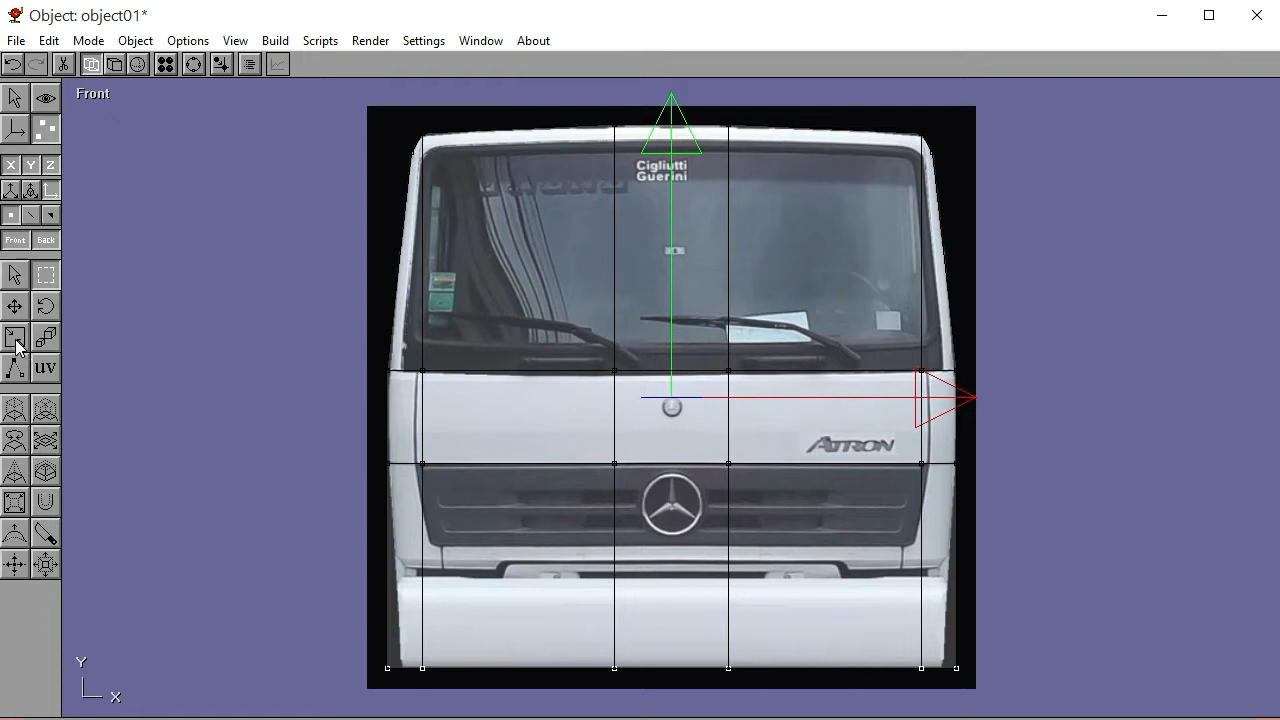 Object: object01*
File Edit Mode Object Options View Build Scripts Render Settings Window About
Front
X Y Z
Front Back
uv
Cigliutti
Guerini
ATRON
Y
X